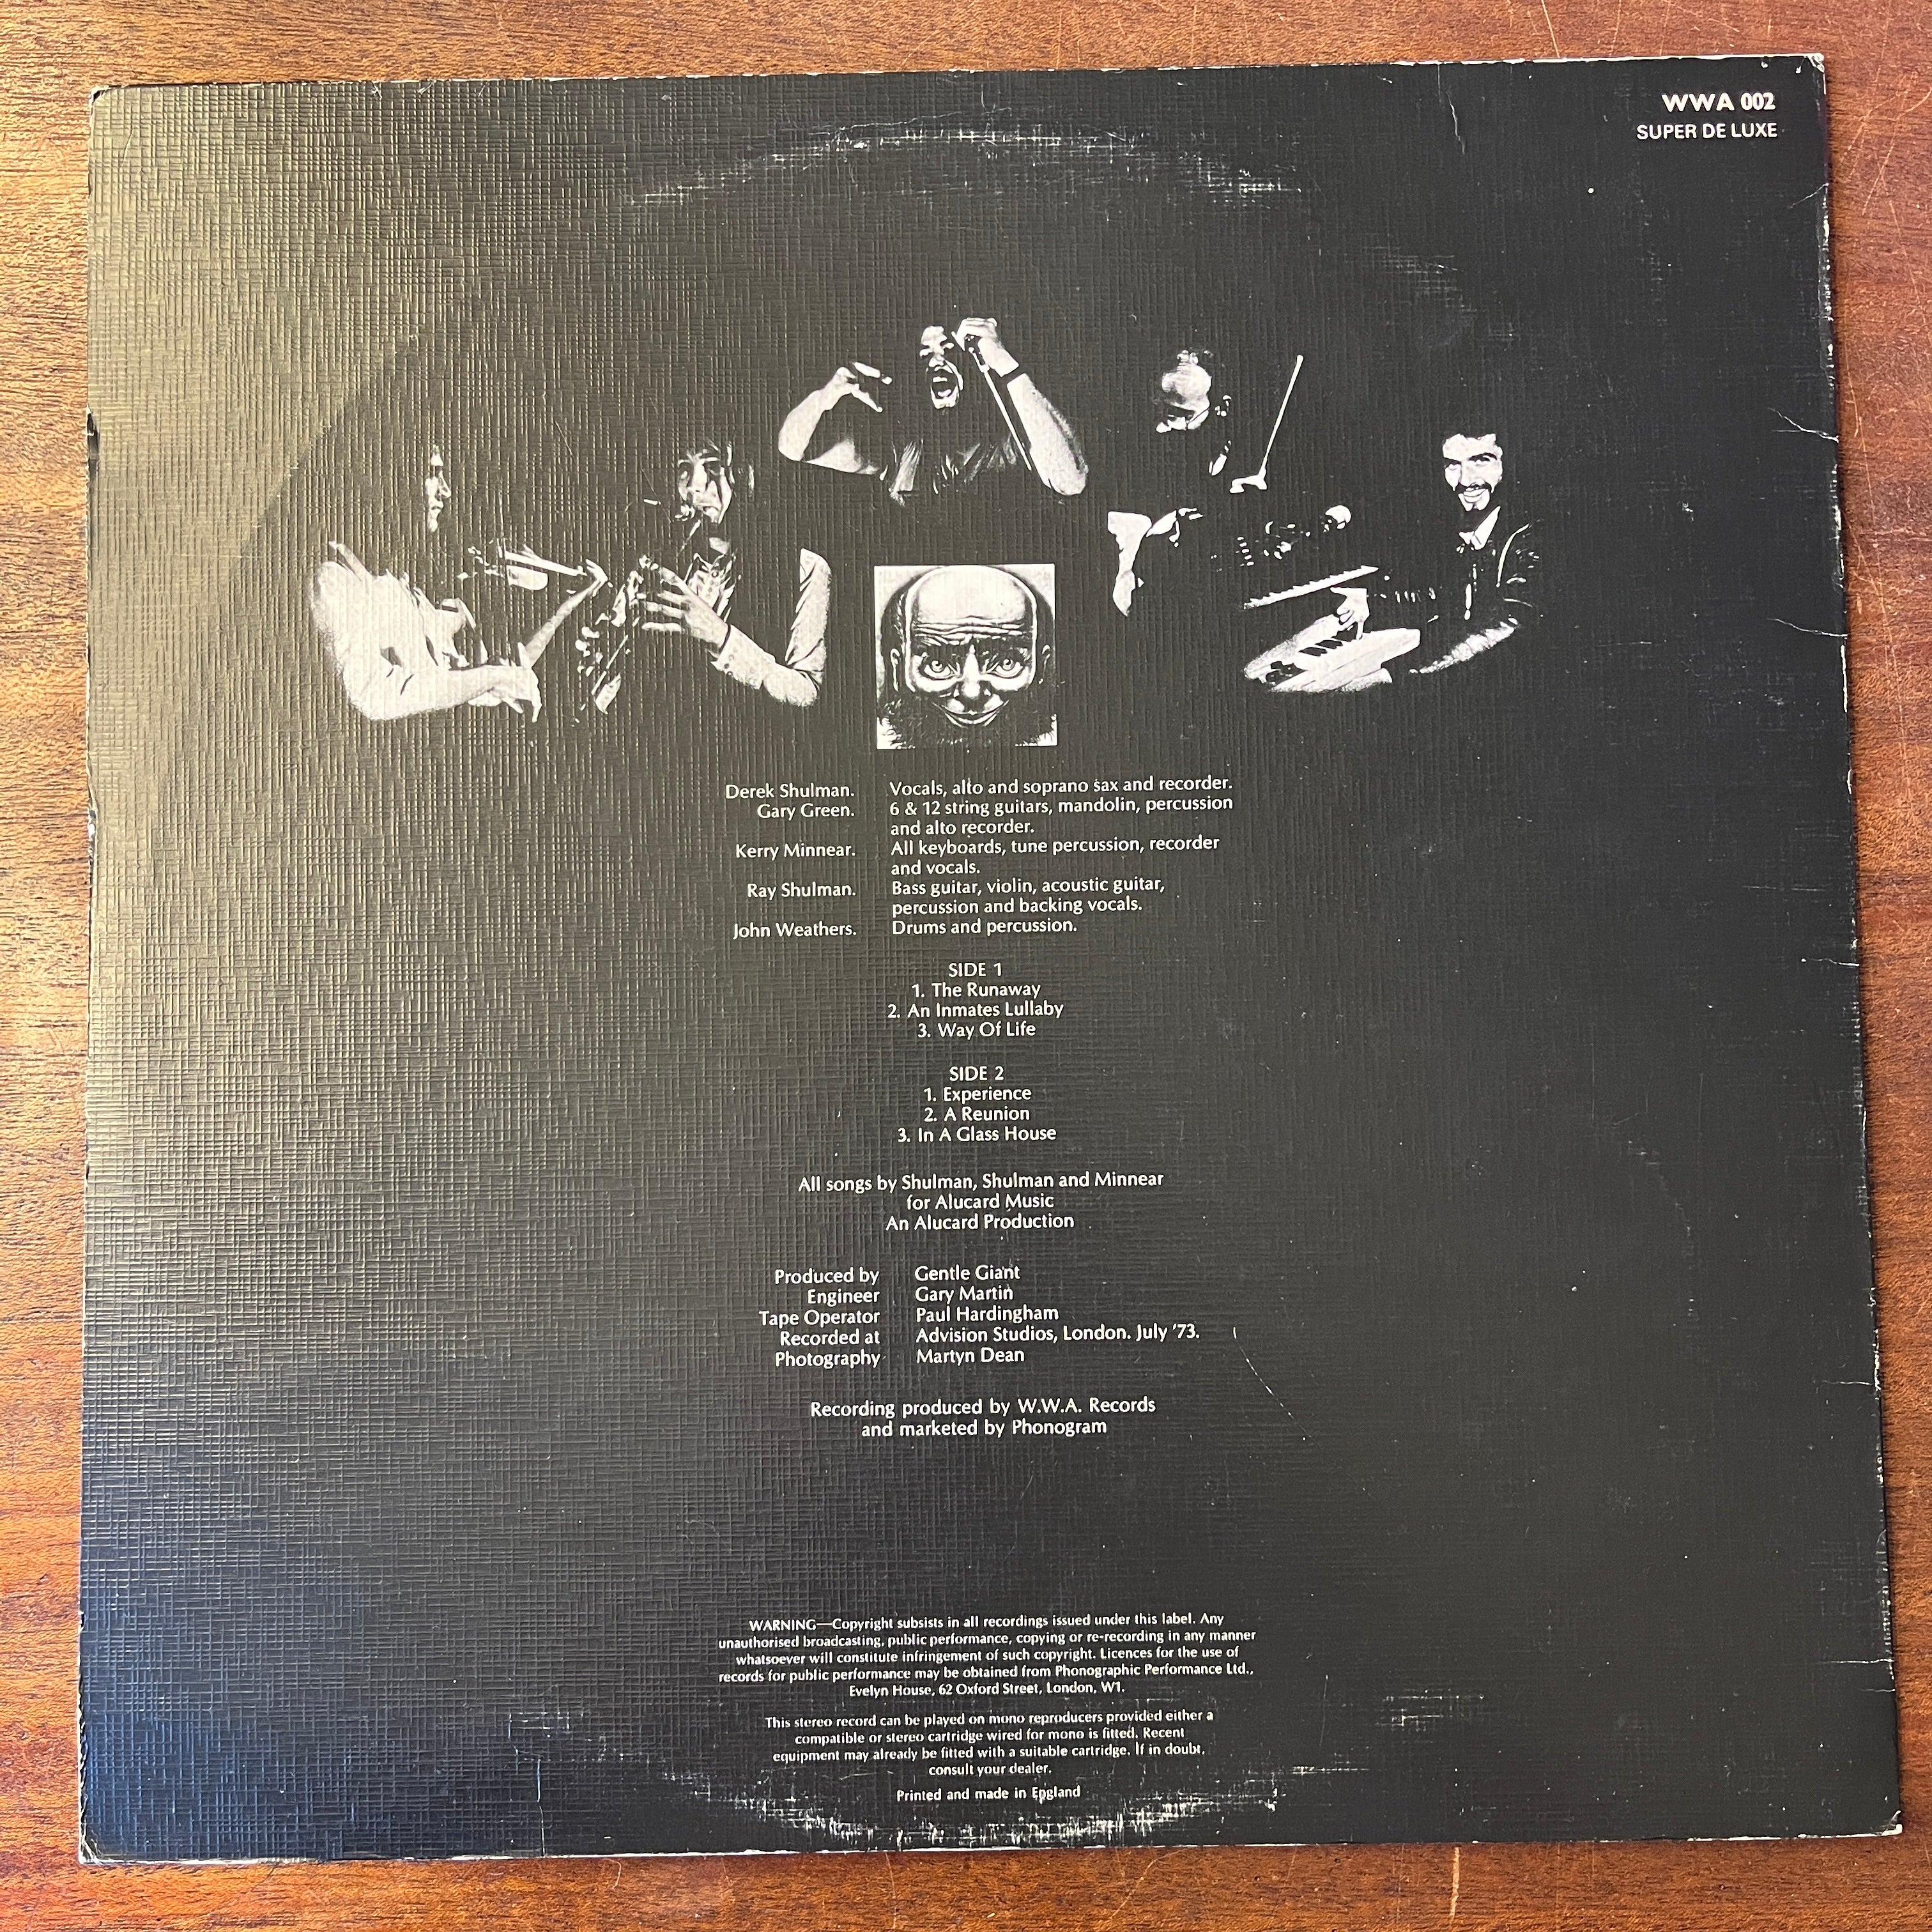 WWA 002
SUPER DE LUXE
Derek Shulman. Vocals, alto and soprano sax and recorder.
Gary Green. 6 & 12 string guitars, mandolin, percussion
and alto recorder.
Kerry Minnear. All keyboards, tune percussion, recorder
and vocals.
Ray Shulman. Bass guitar, violin, acoustic guitar,
percussion and backing vocals.
John Weathers. Drums and percussion.
SIDE 1
1. The Runaway
2. An Inmates Lullaby
3. Way Of Life
SIDE 2
1. Experience
2. A Reunion
3. In A Glass House
All songs by Shulman, Shulman and Minnear
for Alucard Music
An Alucard Production
Produced by Gentle Giant
Engineer Gary Martin
Tape Operator Paul Hardingham
Recorded at Advision Studios, London. July '73.
Photography Martyn Dean
Recording produced by W.W.A. Records
and marketed by Phonogram
WARNING—Copyright subsists in all recordings issued under this label. Any
unauthorised broadcasting, public performance, copying or re-recording in any manner
whatsoever will constitute infringement of such copyright. Licences for the use of
records for public performance may be obtained from Phonographic Performance Ltd.,
Evelyn House, 62 Oxford Street, London, W1.
This stereo record can be played on mono reproducers provided either a
compatible or stereo cartridge wired for mono is fitted. Recent
equipment may already be fitted with a suitable cartridge. If in doubt,
consult your dealer.
Printed and made in England